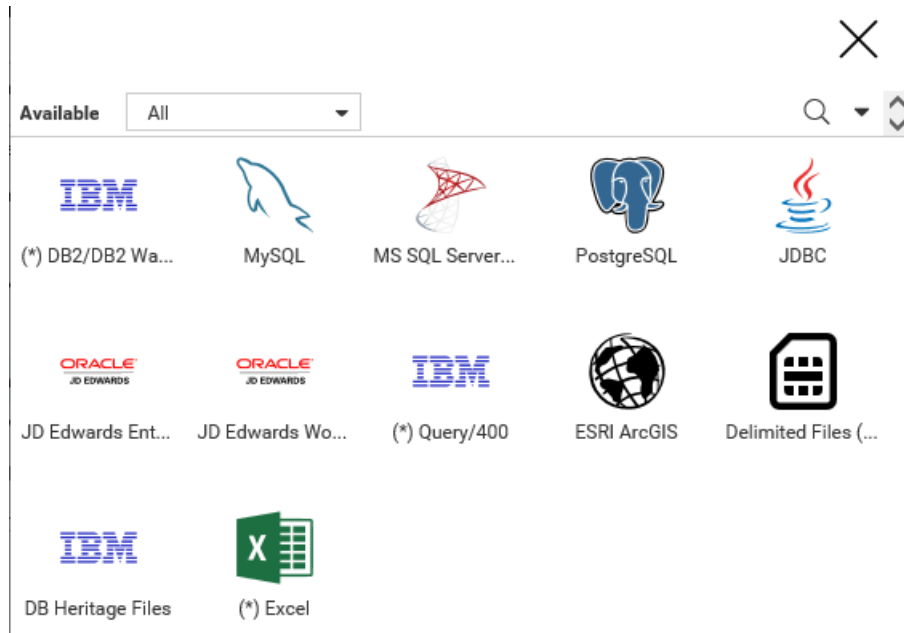 Available All
IBM
(*) DB2/DB2 Wa...
MySQL
MS SQL Server...
PostgreSQL
JDBC
ORACLE
JD EDWARDS
JD Edwards Ent...
ORACLE
JD EDWARDS
JD Edwards Wo...
IBM
(*) Query/400
ESRI ArcGIS
Delimited Files (...
IBM
DB Heritage Files
X
(*) Excel